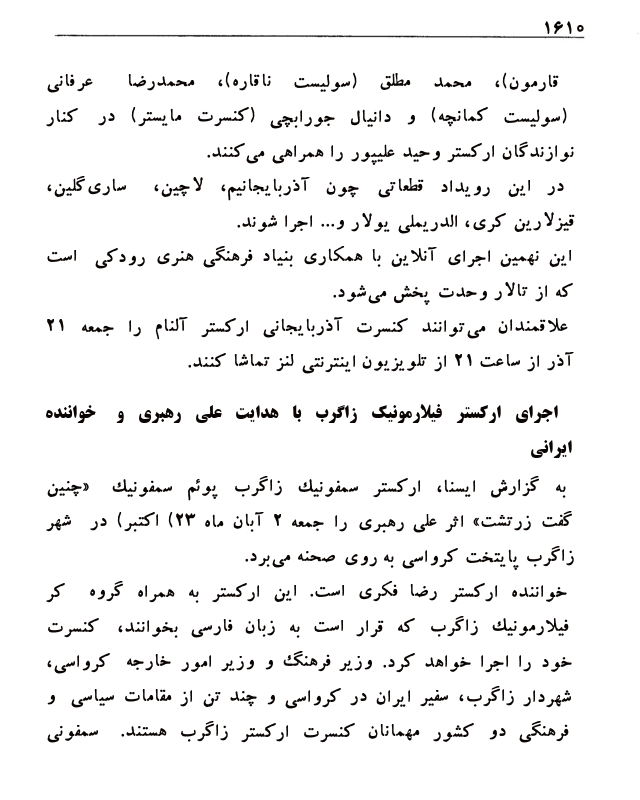 ۱۶۱۰
قارمون)، محمد مطلق (سولیست ناقاره)، محمدرضا عرفانی
(سولیست کمانچه) و دانیال جورابچی (کنسرت مایستر) در کنار
نوازندگان ارکستر وحید علیپور را همراهی می‌کنند.
در این رویداد قطعاتی چون آذربایجانیم، لاچین، ساری‌گلین،
قیزلارین کری، الدریملی یولار و... اجرا شوند.
این نهمین اجرای آنلاین با همکاری بنیاد فرهنگی هنری رودکی است
که از تالار وحدت پخش می‌شود.
علاقمندان می‌توانند کنسرت آذربایجانی ارکستر آلنام را جمعه ۲۱
آذر از ساعت ۲۱ از تلویزیون اینترنتی لنز تماشا کنند.
اجرای ارکستر فیلارمونیک زاگرب با هدایت علی رهبری و خواننده
ایرانی
به گزارش ایسنا، ارکستر سمفونیك زاگرب پوئم سمفونیك «چنین
گفت زرتشت» اثر علی رهبری را جمعه ۲ آبان ماه ۲۳) اکتبر) در شهر
زاگرب پایتخت کرواسی به روی صحنه می‌برد.
خواننده ارکستر رضا فکری است. این ارکستر به همراه گروه کر
فیلارمونیك زاگرب که قرار است به زبان فارسی بخوانند، کنسرت
خود را اجرا خواهد کرد. وزیر فرهنگ و وزیر امور خارجه کرواسی،
شهردار زاگرب، سفیر ایران در کرواسی و چند تن از مقامات سیاسی و
فرهنگی دو کشور مهمانان کنسرت ارکستر زاگرب هستند. سمفونی